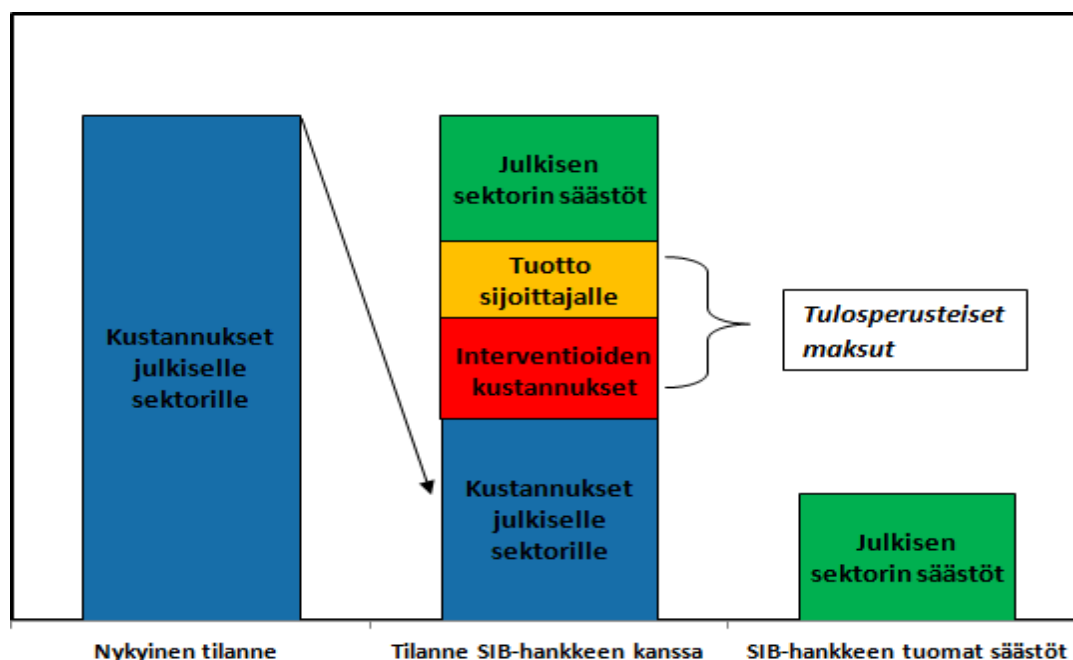 Kustannukset
julkiselle
sektorille
Julkisen
sektorin säästöt
Tuotto
sijoittajalle
Interventioiden
kustannukset
Kustannukset
julkiselle
sektorille
Tulosperusteiset
maksut
Julkisen
sektorin säästöt
Nykyinen tilanne
Tilanne SIB-hankkeen kanssa
SIB-hankkeen tuomat säästöt